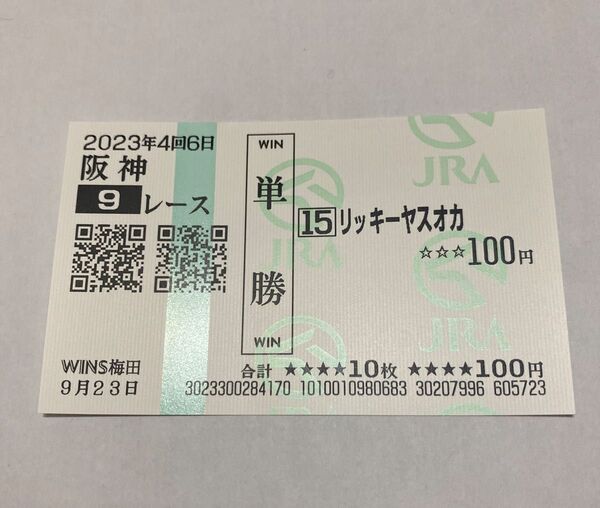 2023年4回6日
阪神
9 レース
WINS梅田
9月23日
WIN
単勝
WIN
15 リッキーヤスオカ
☆☆☆100円
合計 ★★★★10枚 ★★★★100円
3023300284170 1010010980683 30207996 605723
JRA
JRA
JRA